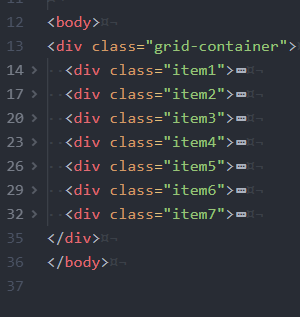 12 <body>
13 <div class="grid-container">
14 > <div class="item1">
17 > <div class="item2">
20 > <div class="item3">
23 > <div class="item4">
26 > <div class="item5">
29 > <div class="item6">
32 > <div class="item7">
35 </div>¤¬
36 </body>¤¬
37